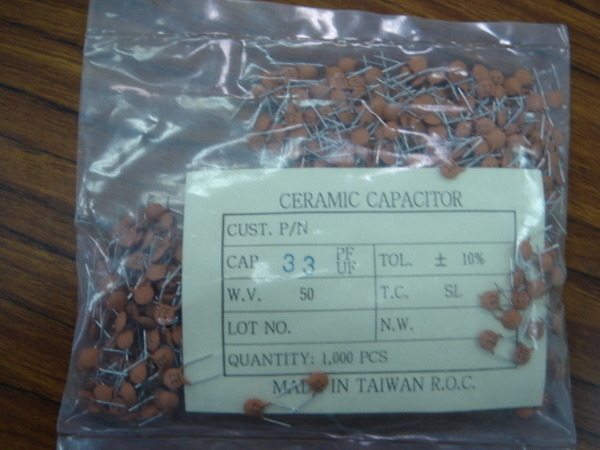 CERAMIC CAPACITOR
CUST. P/N
CAP. 33 PF UF TOL. ± 10%
W.V. 50 T.C. SL
LOT NO. N.W.
QUANTITY: 1,000 PCS
MADE IN TAIWAN R.O.C.